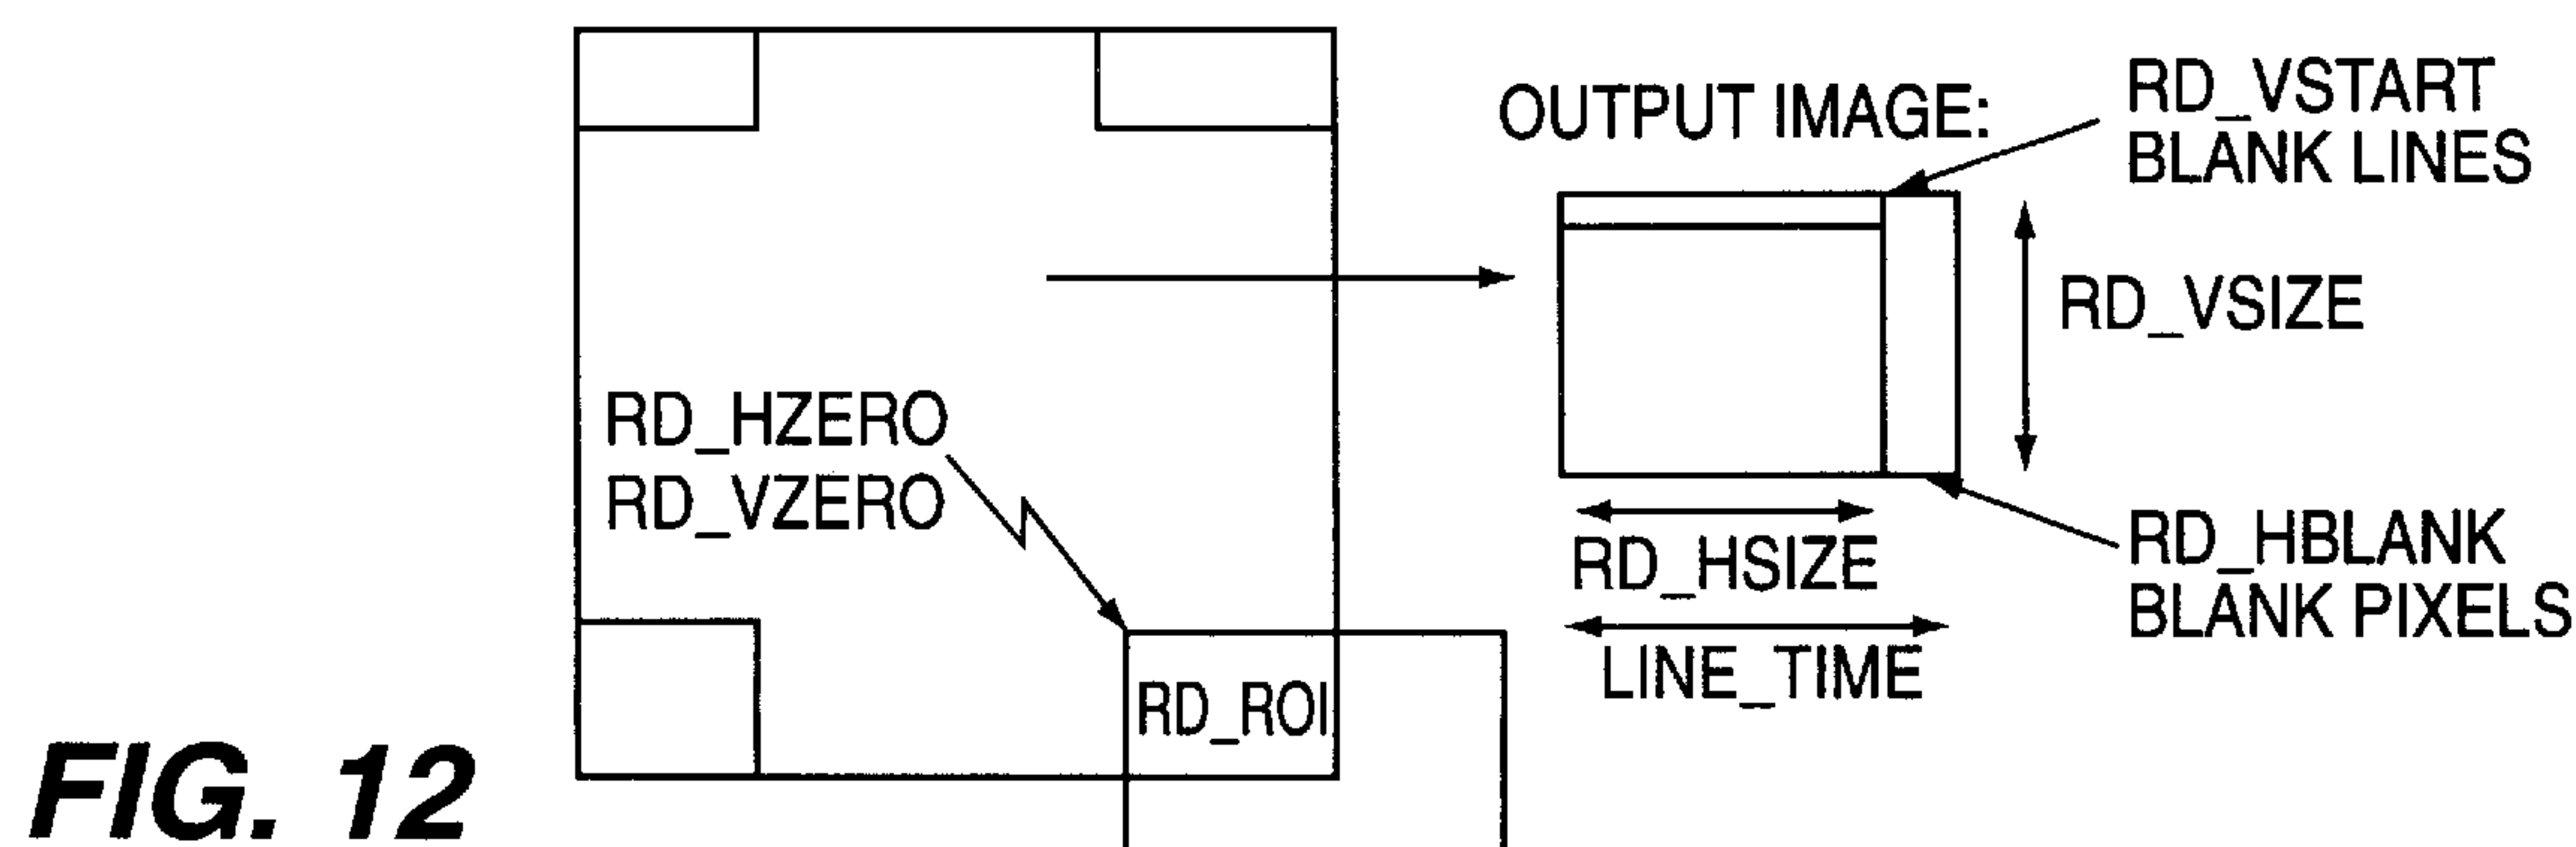 OUTPUT IMAGE:
RD_VSTART
BLANK LINES
RD_VSIZE
RD_HZERO
RD_VZERO
RD_HSIZE
LINE_TIME
RD_HBLANK
BLANK PIXELS
RD_ROI
FIG. 12